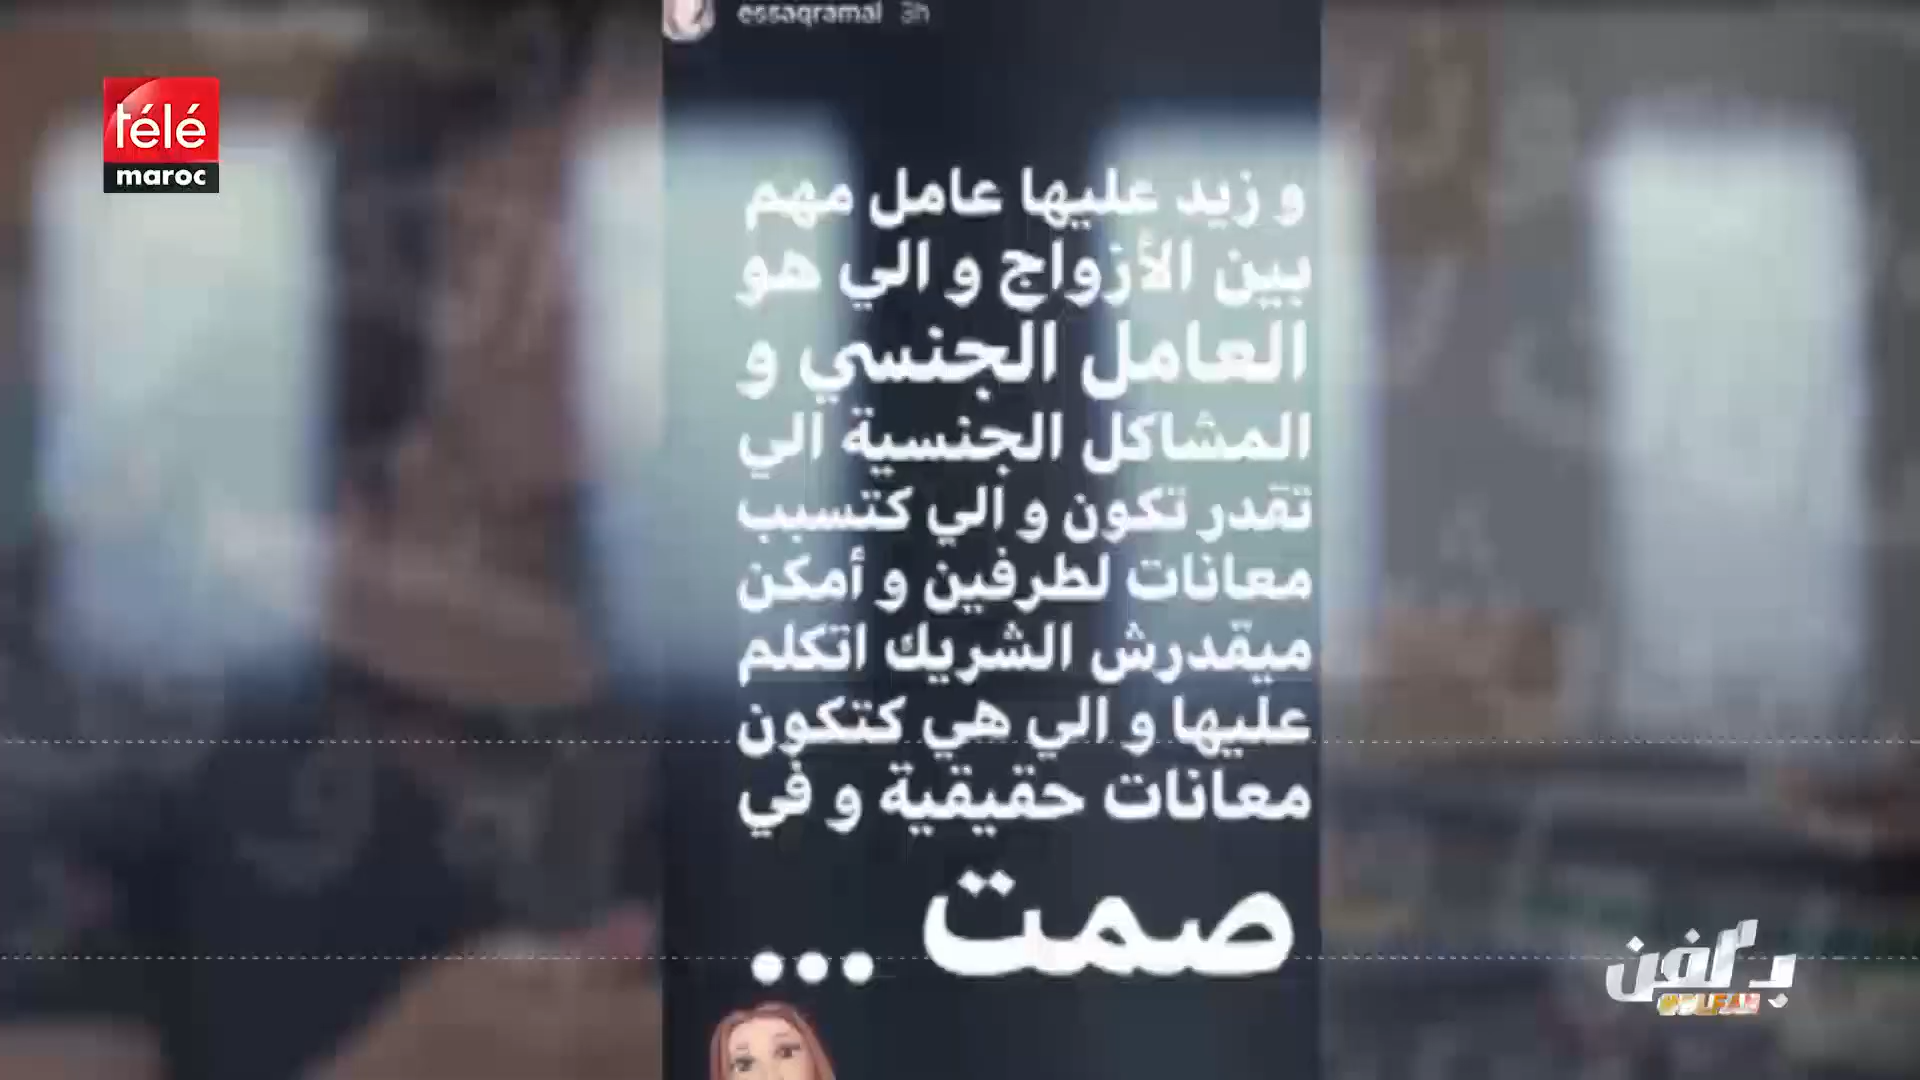 essaqramal 3h
télé
maroc
و زيد عليها عامل مهم
بين الأزواج و الي هو
العامل الجنسي و
المشاكل الجنسية الي
تقدر تكون و الي كتسبب
معانات لطرفين و أمكن
ميقدرش الشريك اتكلم
عليها و الي هي كتكون
معانات حقيقية و في
صمت ...